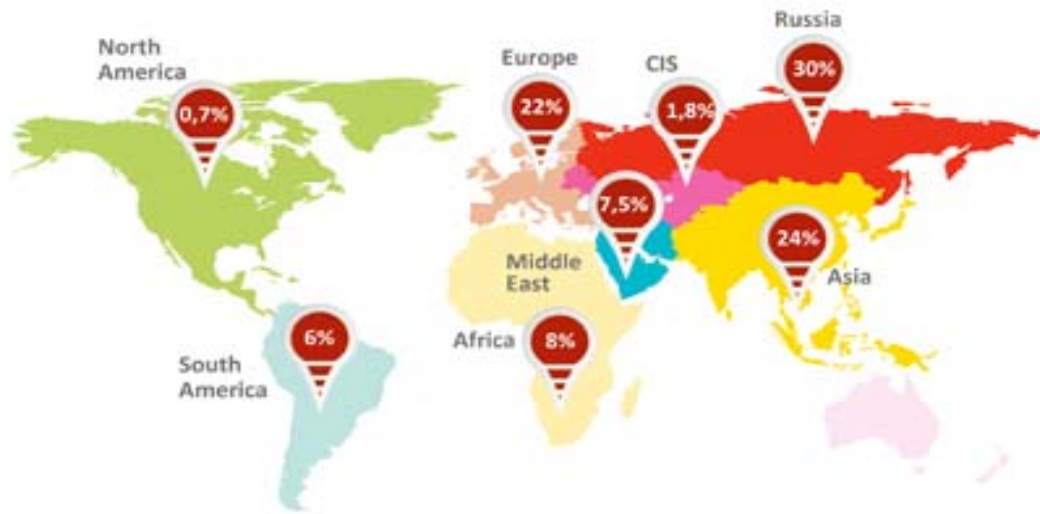 Russia
North
America
Europe
CIS
30%
0,7%
22%
1,8%
7,5%
24%
Middle
East
Asia
6%
Africa
8%
South
America